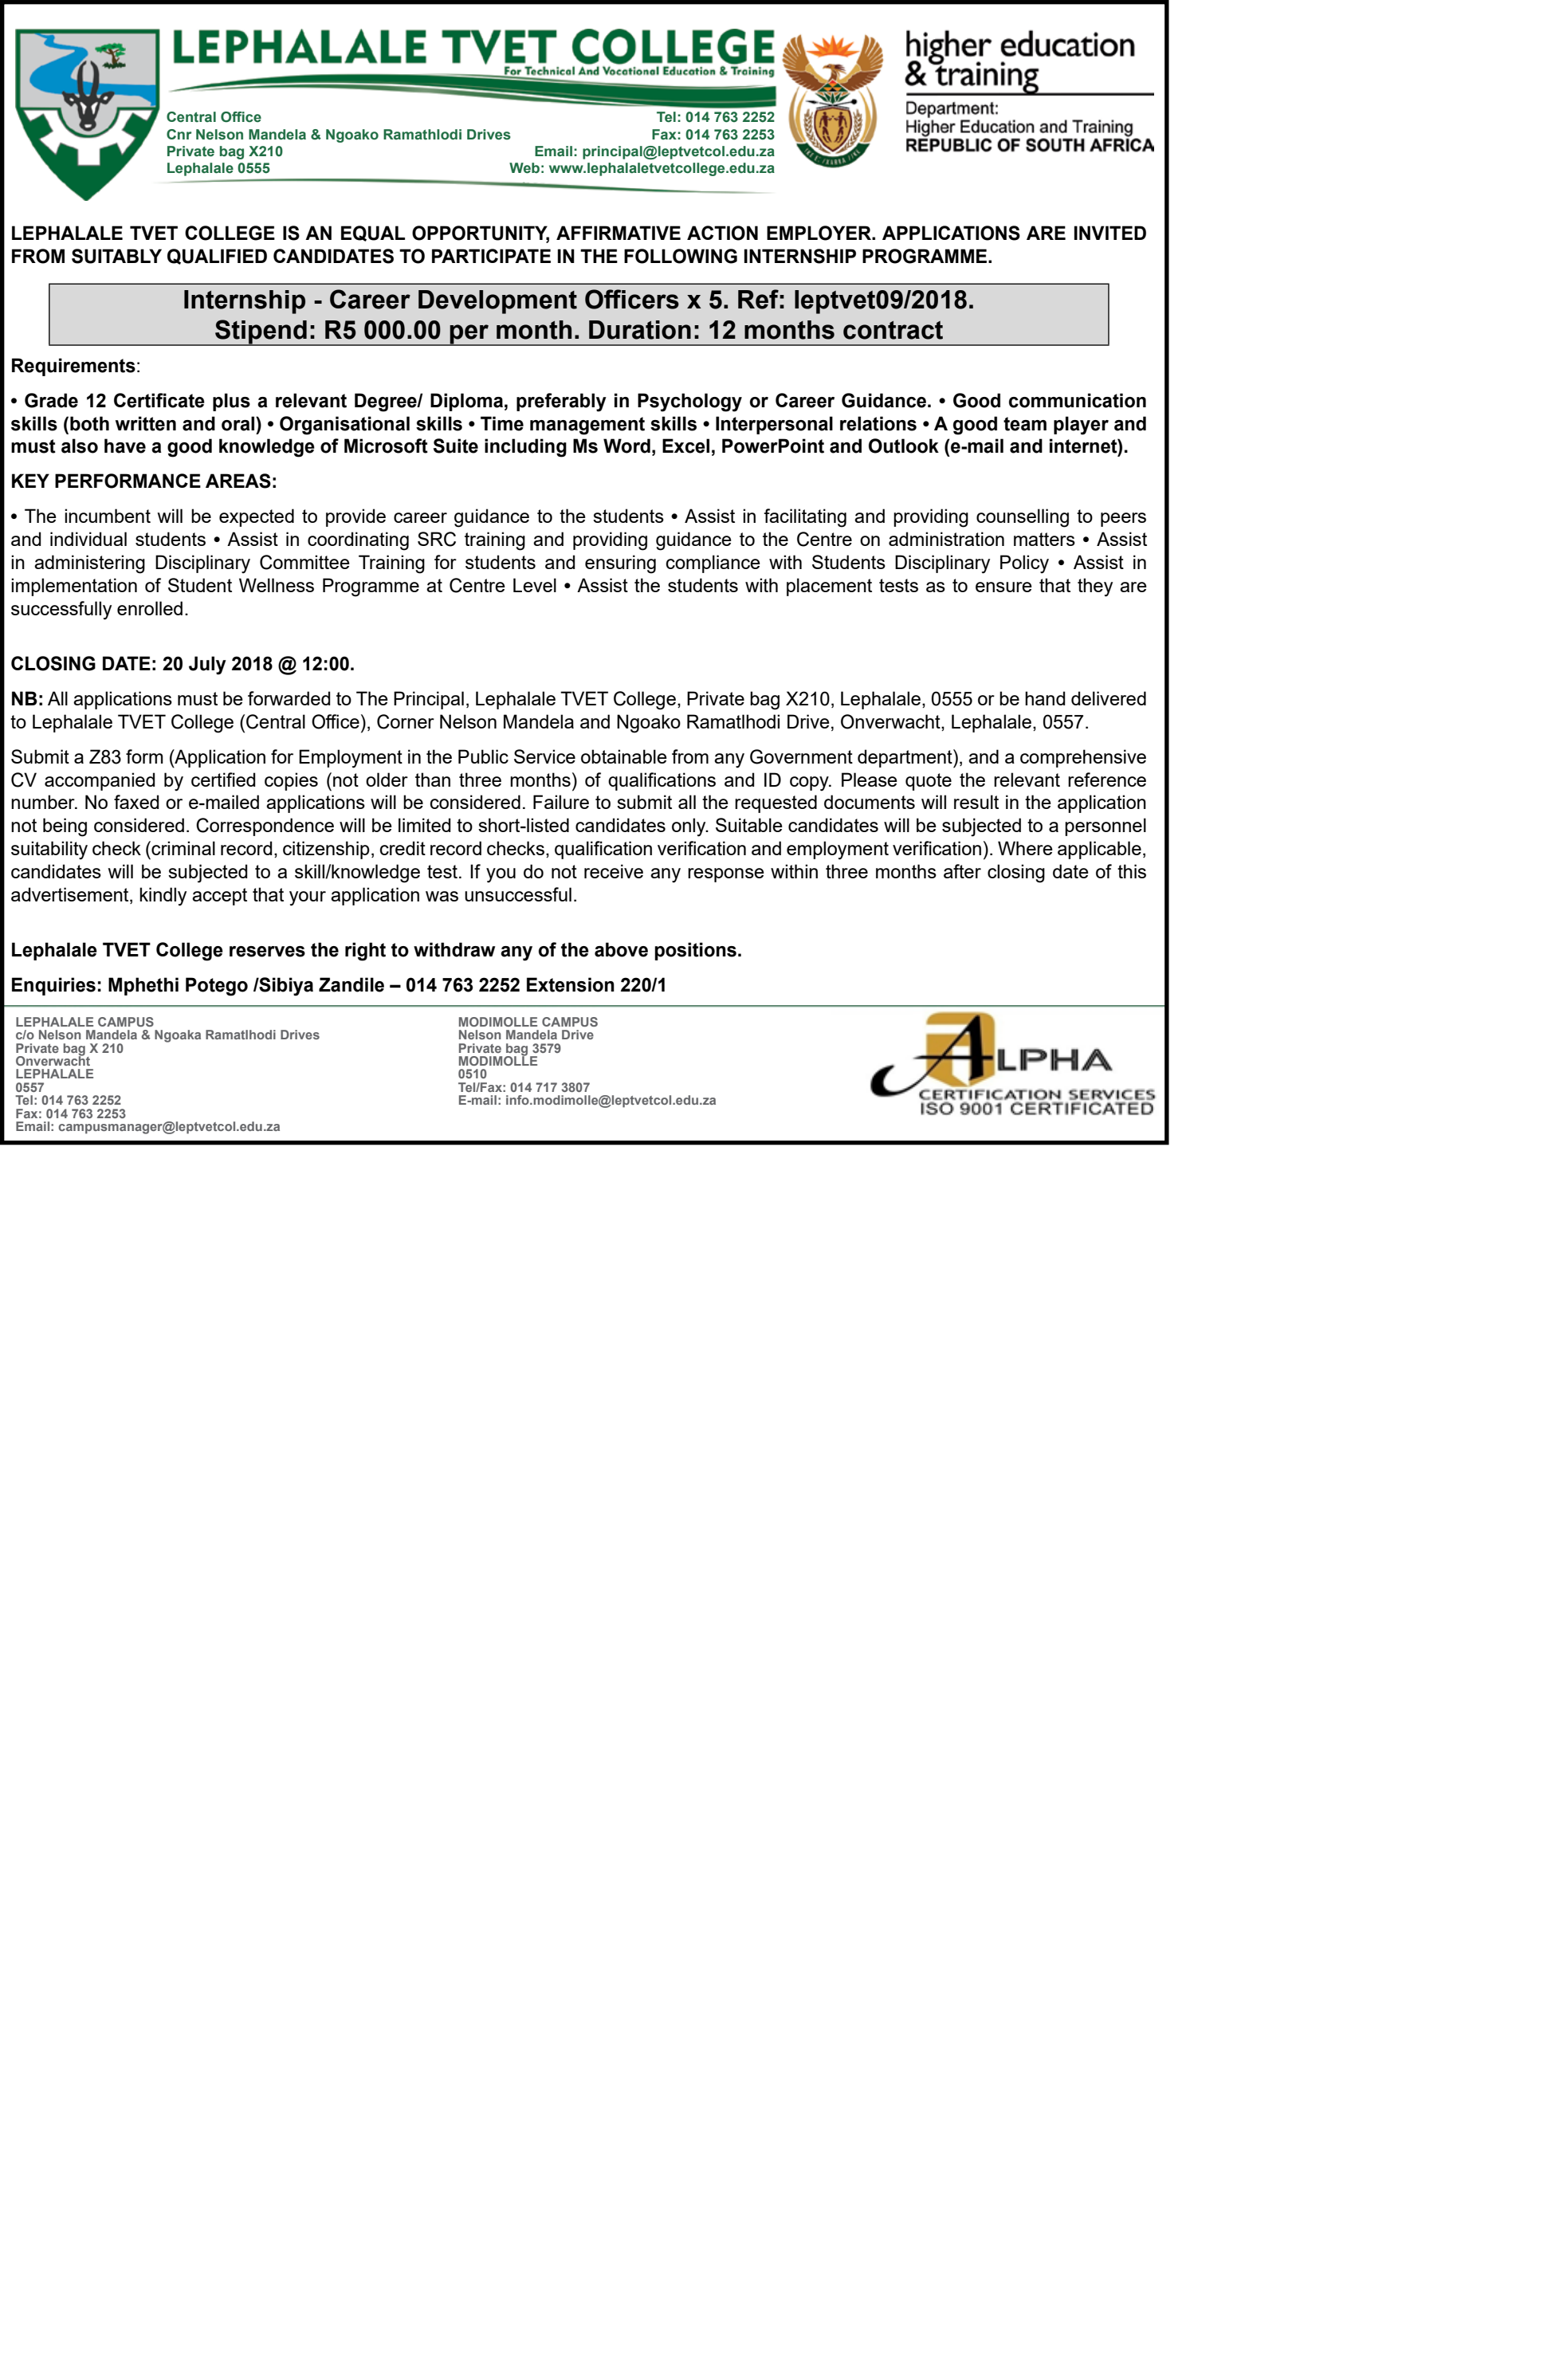 LEPHALALE TVET COLLEGE
For Technical And Vocational Education & Training
Central Office
Cnr Nelson Mandela & Ngoako Ramathlodi Drives
Private bag X210
Lephalale 0555
Tel: 014 763 2252
Fax: 014 763 2253
Email: principal@leptvetcol.edu.za
Web: www.lephalaletvetcollege.edu.za
higher education
& training
Department:
Higher Education and Training
REPUBLIC OF SOUTH AFRICA
LEPHALALE TVET COLLEGE IS AN EQUAL OPPORTUNITY, AFFIRMATIVE ACTION EMPLOYER. APPLICATIONS ARE INVITED
FROM SUITABLY QUALIFIED CANDIDATES TO PARTICIPATE IN THE FOLLOWING INTERNSHIP PROGRAMME.
Internship - Career Development Officers x 5. Ref: leptvet09/2018.
Stipend: R5 000.00 per month. Duration: 12 months contract
Requirements:
• Grade 12 Certificate plus a relevant Degree/ Diploma, preferably in Psychology or Career Guidance. • Good communication
skills (both written and oral) • Organisational skills • Time management skills • Interpersonal relations • A good team player and
must also have a good knowledge of Microsoft Suite including Ms Word, Excel, PowerPoint and Outlook (e-mail and internet).
KEY PERFORMANCE AREAS:
• The incumbent will be expected to provide career guidance to the students • Assist in facilitating and providing counselling to peers
and individual students • Assist in coordinating SRC training and providing guidance to the Centre on administration matters • Assist
in administering Disciplinary Committee Training for students and ensuring compliance with Students Disciplinary Policy • Assist in
implementation of Student Wellness Programme at Centre Level • Assist the students with placement tests as to ensure that they are
successfully enrolled.
CLOSING DATE: 20 July 2018 @ 12:00.
NB: All applications must be forwarded to The Principal, Lephalale TVET College, Private bag X210, Lephalale, 0555 or be hand delivered
to Lephalale TVET College (Central Office), Corner Nelson Mandela and Ngoako Ramatlhodi Drive, Onverwacht, Lephalale, 0557.
Submit a Z83 form (Application for Employment in the Public Service obtainable from any Government department), and a comprehensive
CV accompanied by certified copies (not older than three months) of qualifications and ID copy. Please quote the relevant reference
number. No faxed or e-mailed applications will be considered. Failure to submit all the requested documents will result in the application
not being considered. Correspondence will be limited to short-listed candidates only. Suitable candidates will be subjected to a personnel
suitability check (criminal record, citizenship, credit record checks, qualification verification and employment verification). Where applicable,
candidates will be subjected to a skill/knowledge test. If you do not receive any response within three months after closing date of this
advertisement, kindly accept that your application was unsuccessful.
Lephalale TVET College reserves the right to withdraw any of the above positions.
Enquiries: Mphethi Potego /Sibiya Zandile – 014 763 2252 Extension 220/1
LEPHALALE CAMPUS
c/o Nelson Mandela & Ngoaka Ramatlhodi Drives
Private bag X 210
Onverwacht
LEPHALALE
0557
Tel: 014 763 2252
Fax: 014 763 2253
Email: campusmanager@leptvetcol.edu.za
MODIMOLLE CAMPUS
Nelson Mandela Drive
Private bag 3579
MODIMOLLE
0510
Tel/Fax: 014 717 3807
E-mail: info.modimolle@leptvetcol.edu.za
ALPHA
CERTIFICATION SERVICES
ISO 9001 CERTIFICATED